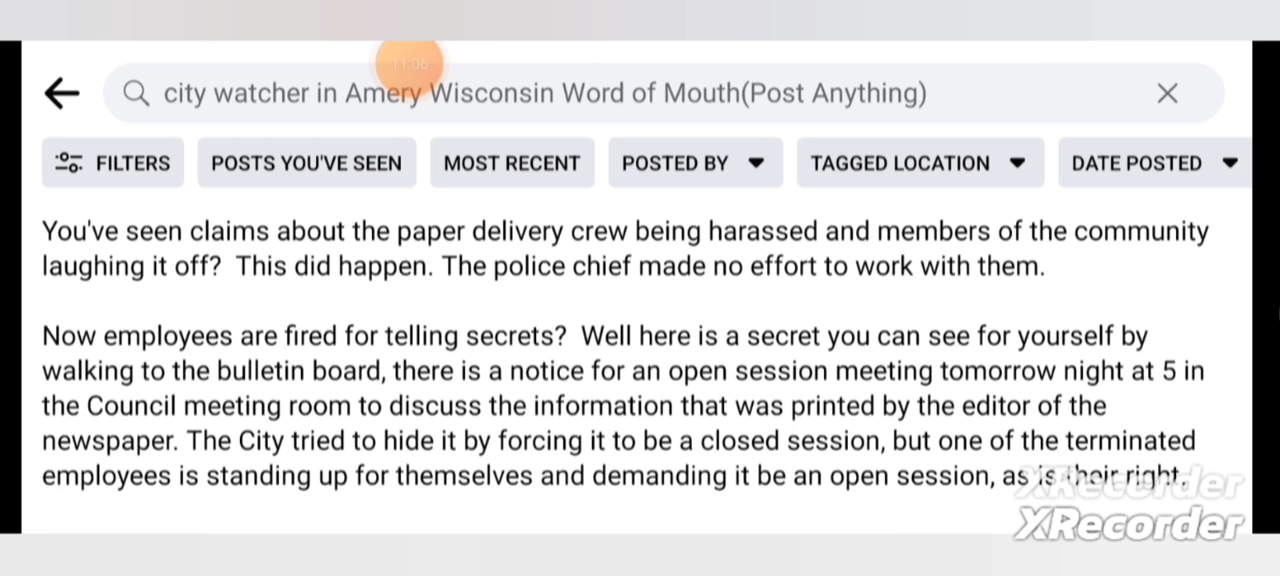 11:06
city watcher in Amery Wisconsin Word of Mouth(Post Anything)
FILTERS
POSTS YOU'VE SEEN
MOST RECENT
POSTED BY
TAGGED LOCATION
DATE POSTED
You've seen claims about the paper delivery crew being harassed and members of the community
laughing it off?  This did happen. The police chief made no effort to work with them.
Now employees are fired for telling secrets?  Well here is a secret you can see for yourself by
walking to the bulletin board, there is a notice for an open session meeting tomorrow night at 5 in
the Council meeting room to discuss the information that was printed by the editor of the
newspaper. The City tried to hide it by forcing it to be a closed session, but one of the terminated
employees is standing up for themselves and demanding it be an open session, as is their right.
XRecorder
XRecorder